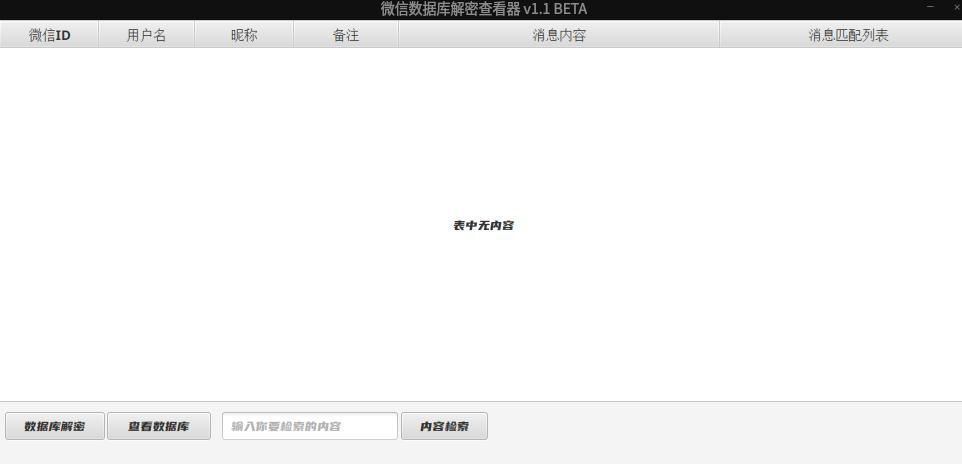 微信数据库解密查看器 v1.1 BETA
微信ID 用户名 昵称 备注 消息内容 消息匹配列表
表中无内容
数据库解密 查看数据库 输入你要检索的内容 内容检索